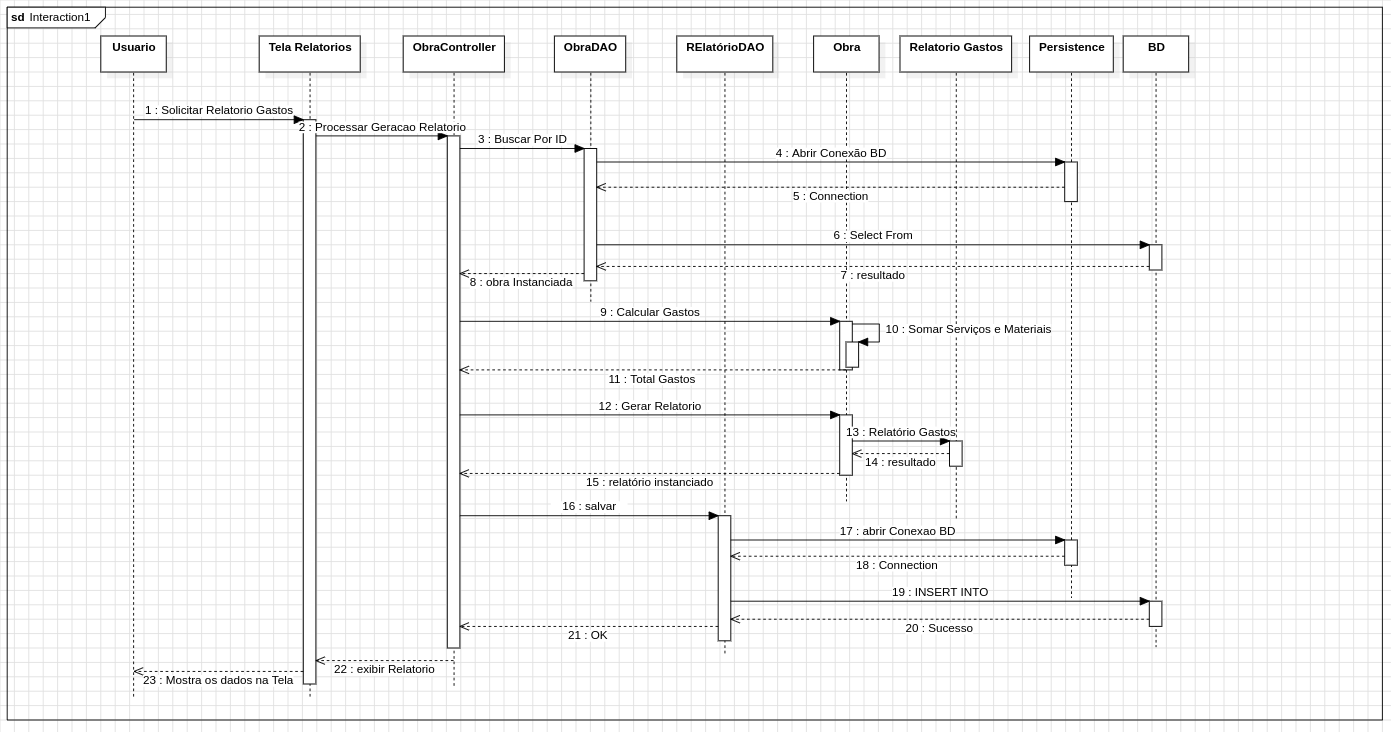 sd Interaction1
Usuario
Tela Relatorios
ObraController
ObraDAO
RElatórioDAO
Obra
Relatorio Gastos
Persistence
BD
1 : Solicitar Relatorio Gastos
2 : Processar Geracao Relatorio
3 : Buscar Por ID
4 : Abrir Conexão BD
5 : Connection
6 : Select From
7 : resultado
8 : obra Instanciada
9 : Calcular Gastos
10 : Somar Serviços e Materiais
11 : Total Gastos
12 : Gerar Relatorio
13 : Relatório Gastos
14 : resultado
15 : relatório instanciado
16 : salvar
17 : abrir Conexao BD
18 : Connection
19 : INSERT INTO
20 : Sucesso
21 : OK
22 : exibir Relatorio
23 : Mostra os dados na Tela